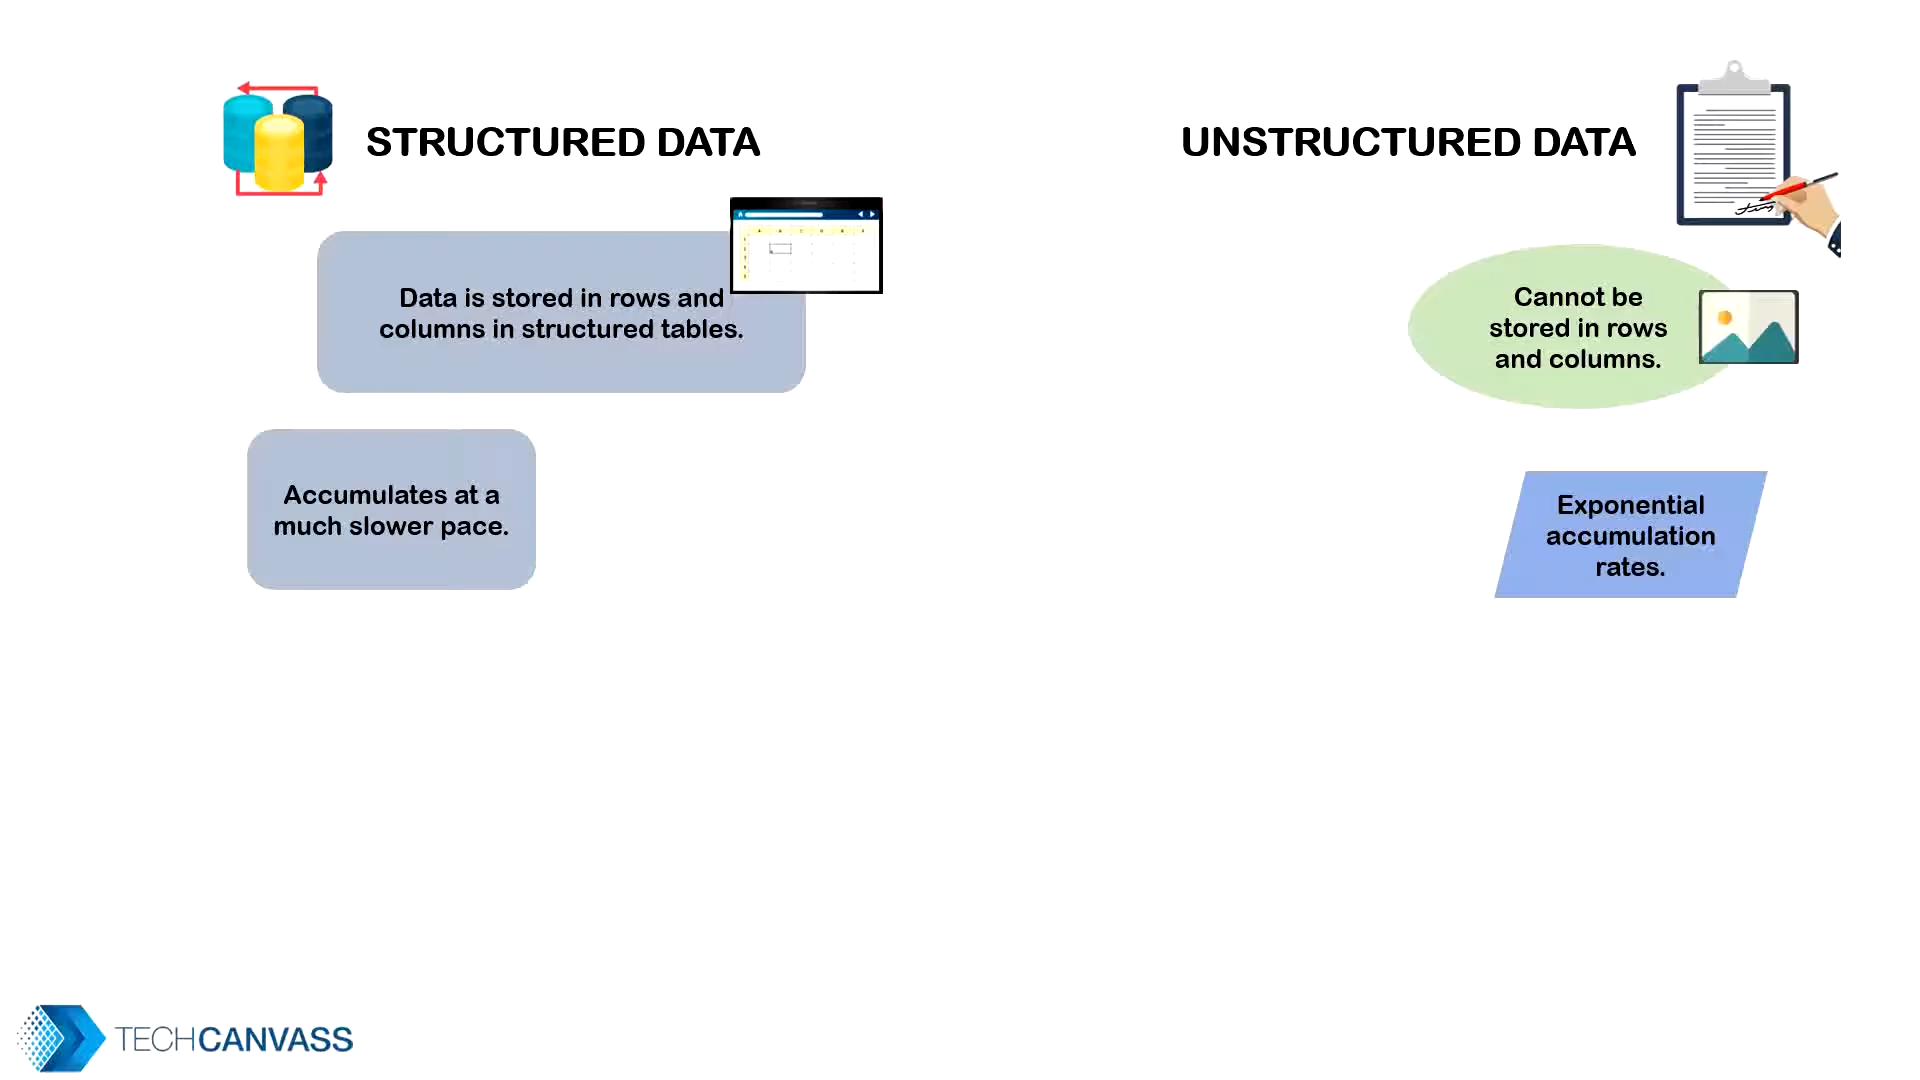 STRUCTURED DATA
Data is stored in rows and
columns in structured tables.
Accumulates at a
much slower pace.
UNSTRUCTURED DATA
Cannot be
stored in rows
and columns.
Exponential
accumulation
rates.
TECHCANVASS